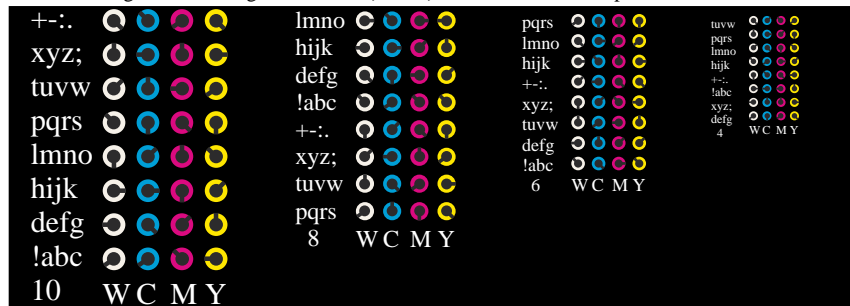 +-:.
xyz;
tuvw
pqrs
lmno
hijk
defg
!abc
10 W C M Y
lmno
hijk
defg
!abc
+-:.
xyz;
tuvw
pqrs
8 W C M Y
pqrs
lmno
hijk
+-:.
xyz;
tuvw
defg
!abc
6 W C M Y
tuvw
pqrs
lmno
hijk
+-:.
!abc
xyz;
defg
4 W C M Y